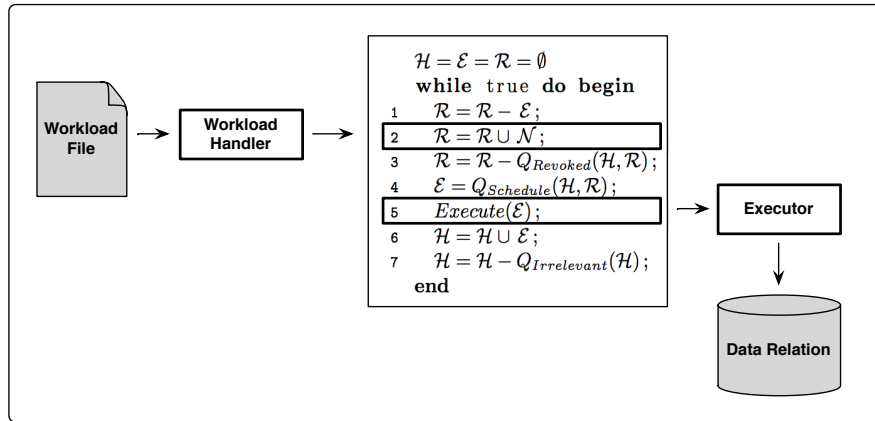 Workload
File
Workload
Handler
ℋ = ℰ = ℛ = ∅
while true do begin
1 ℛ = ℛ − ℰ ;
2 ℛ = ℛ ∪ 𝒩 ;
3 ℛ = ℛ − Q_Revoked(ℋ, ℛ) ;
4 ℰ = Q_Schedule(ℋ, ℛ) ;
5 Execute(ℰ) ;
6 ℋ = ℋ ∪ ℰ ;
7 ℋ = ℋ − Q_Irrelevant(ℋ) ;
end
Executor
Data Relation